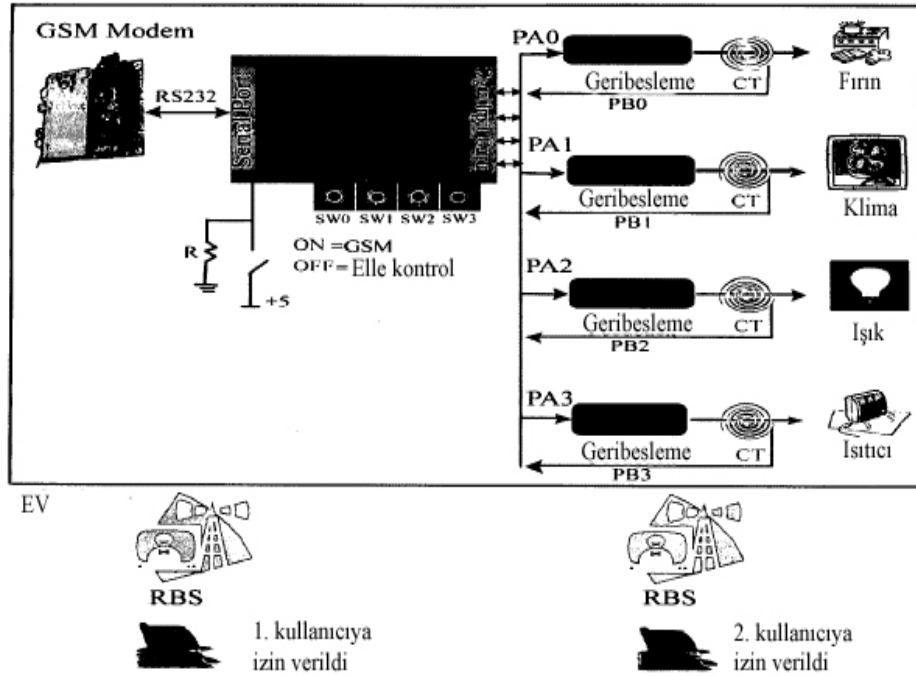 GSM Modem
RS232
Serial Port
SW0 SW1 SW2 SW3
R
ON =GSM
OFF= Elle kontrol
+5
PA0
Geribesleme
CT
PB0
Fırın
PA1
Geribesleme
CT
PB1
Klima
PA2
Geribesleme
CT
PB2
Işık
PA3
Geribesleme
CT
PB3
Isıtıcı
EV
RBS
1. kullanıcıya
izin verildi
RBS
2. kullanıcıya
izin verildi